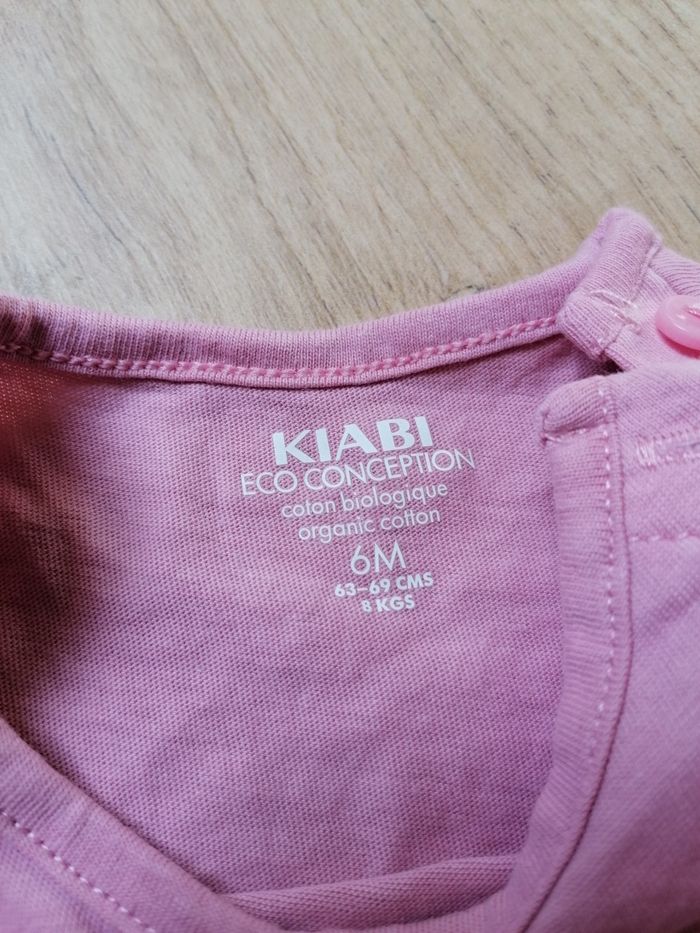 KIABI
ECO CONCEPTION
coton biologique
organic cotton
6M
63-69 CMS
8 KGS